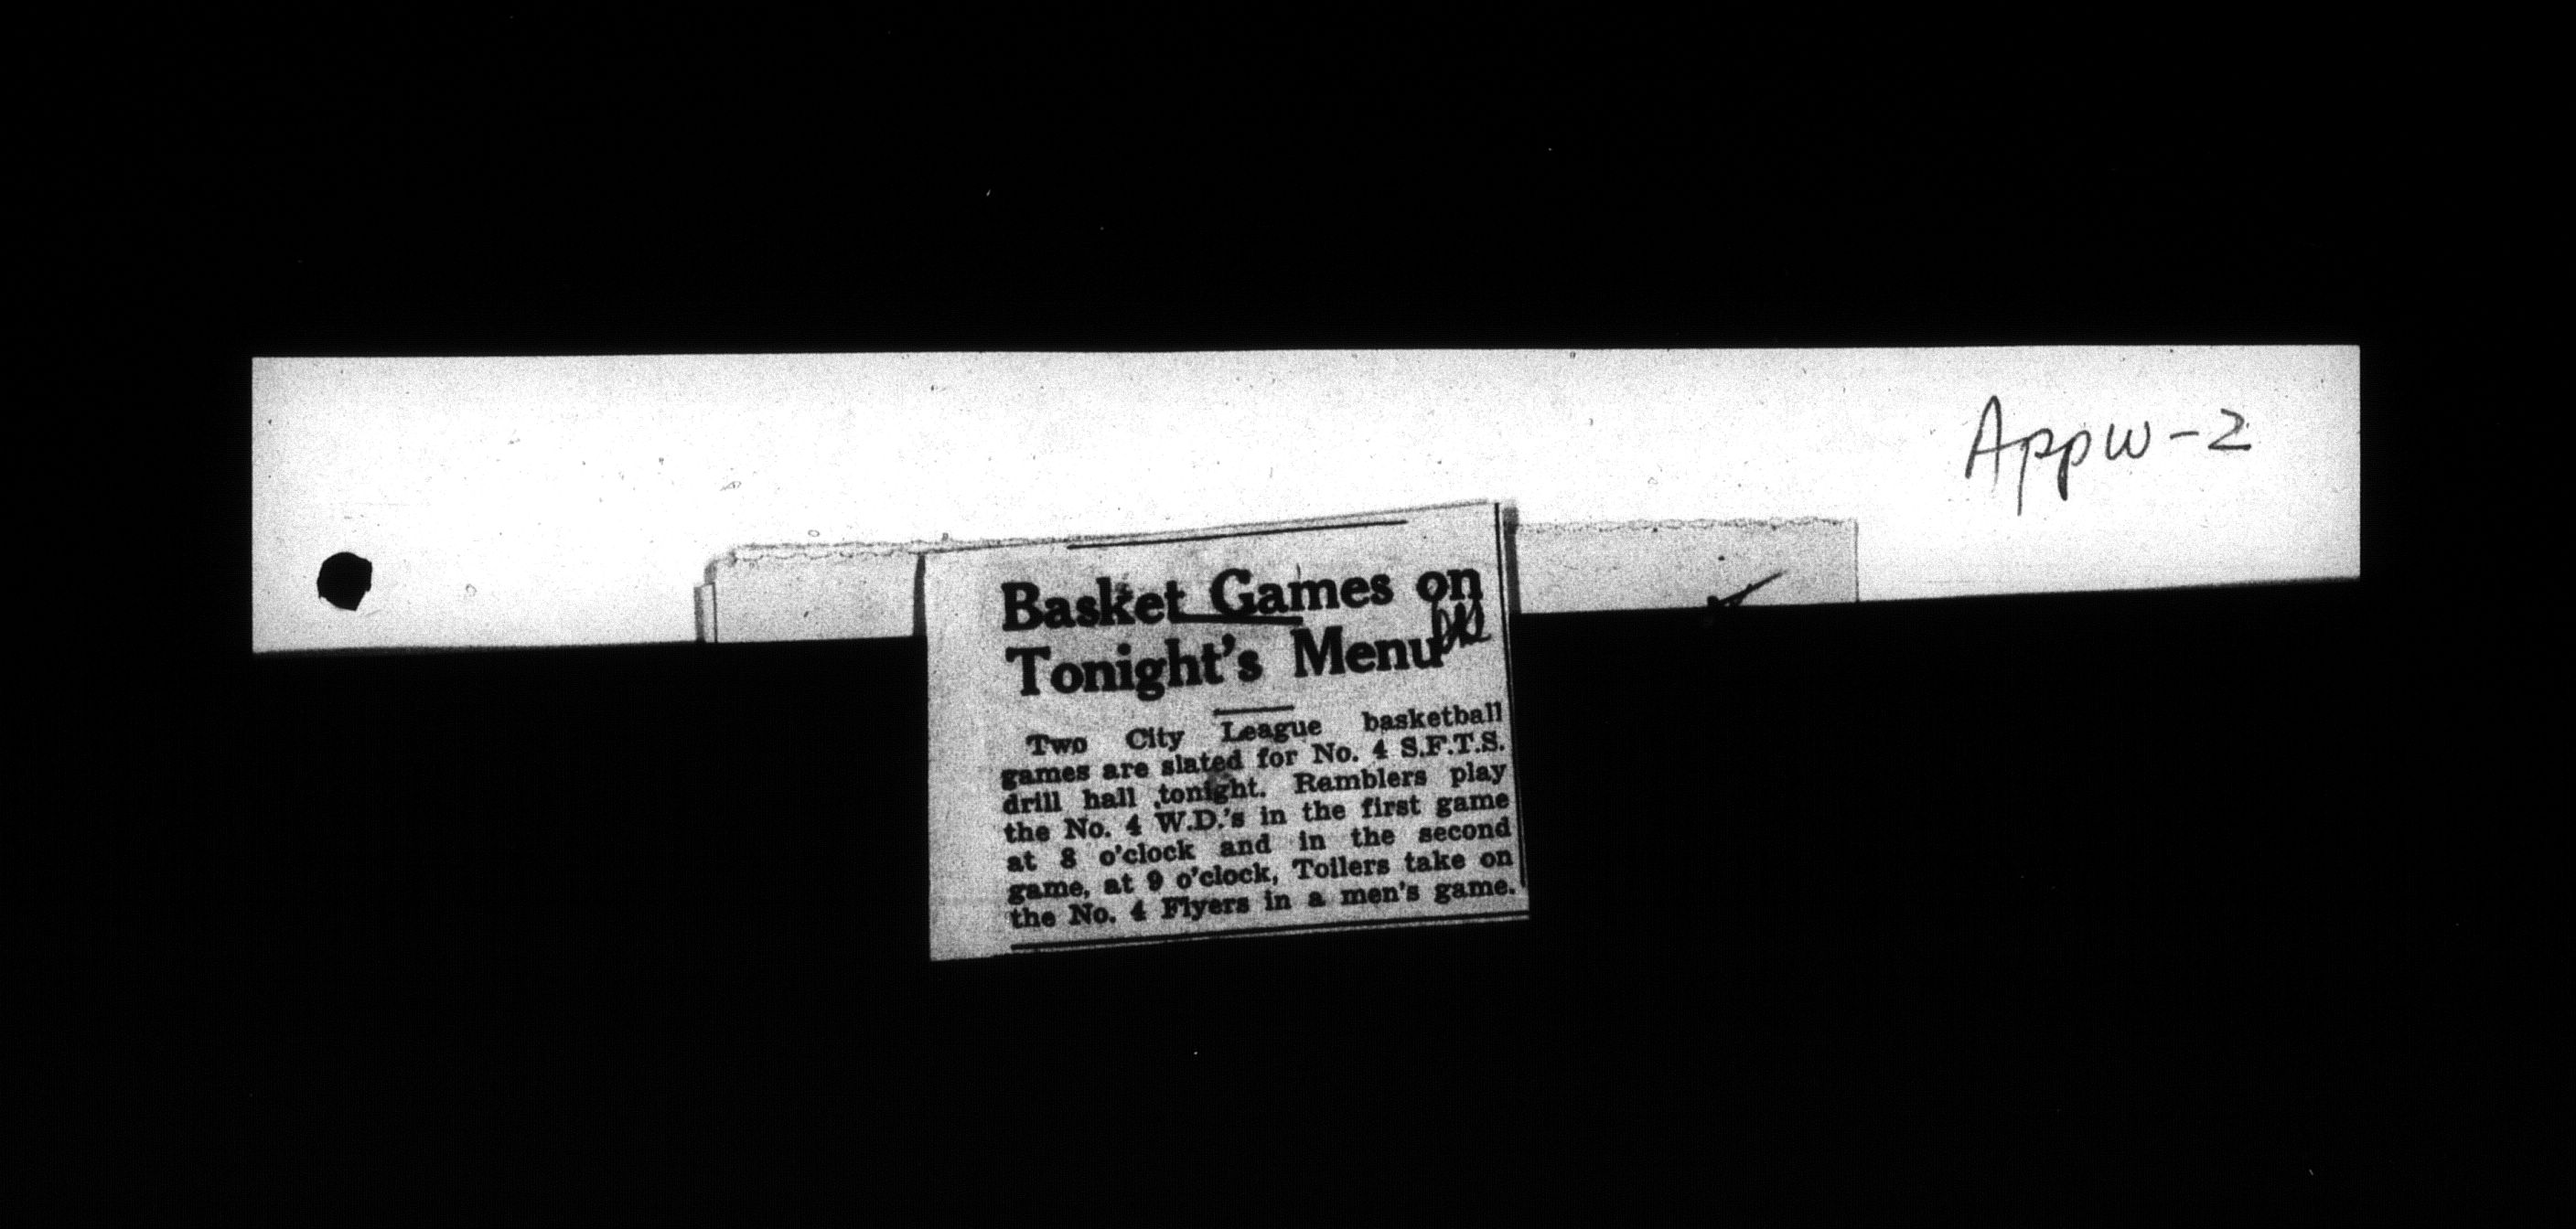 App W-2
Basket Games on
Tonight's Menu
Two City League basketball
games are slated for No. 4 S.F.T.S.
drill hall tonight. Ramblers play
the No. 4 W.D.'s in the first game
at 8 o'clock and in the second
game, at 9 o'clock, Toilers take on
the No. 4 Flyers in a men's game.